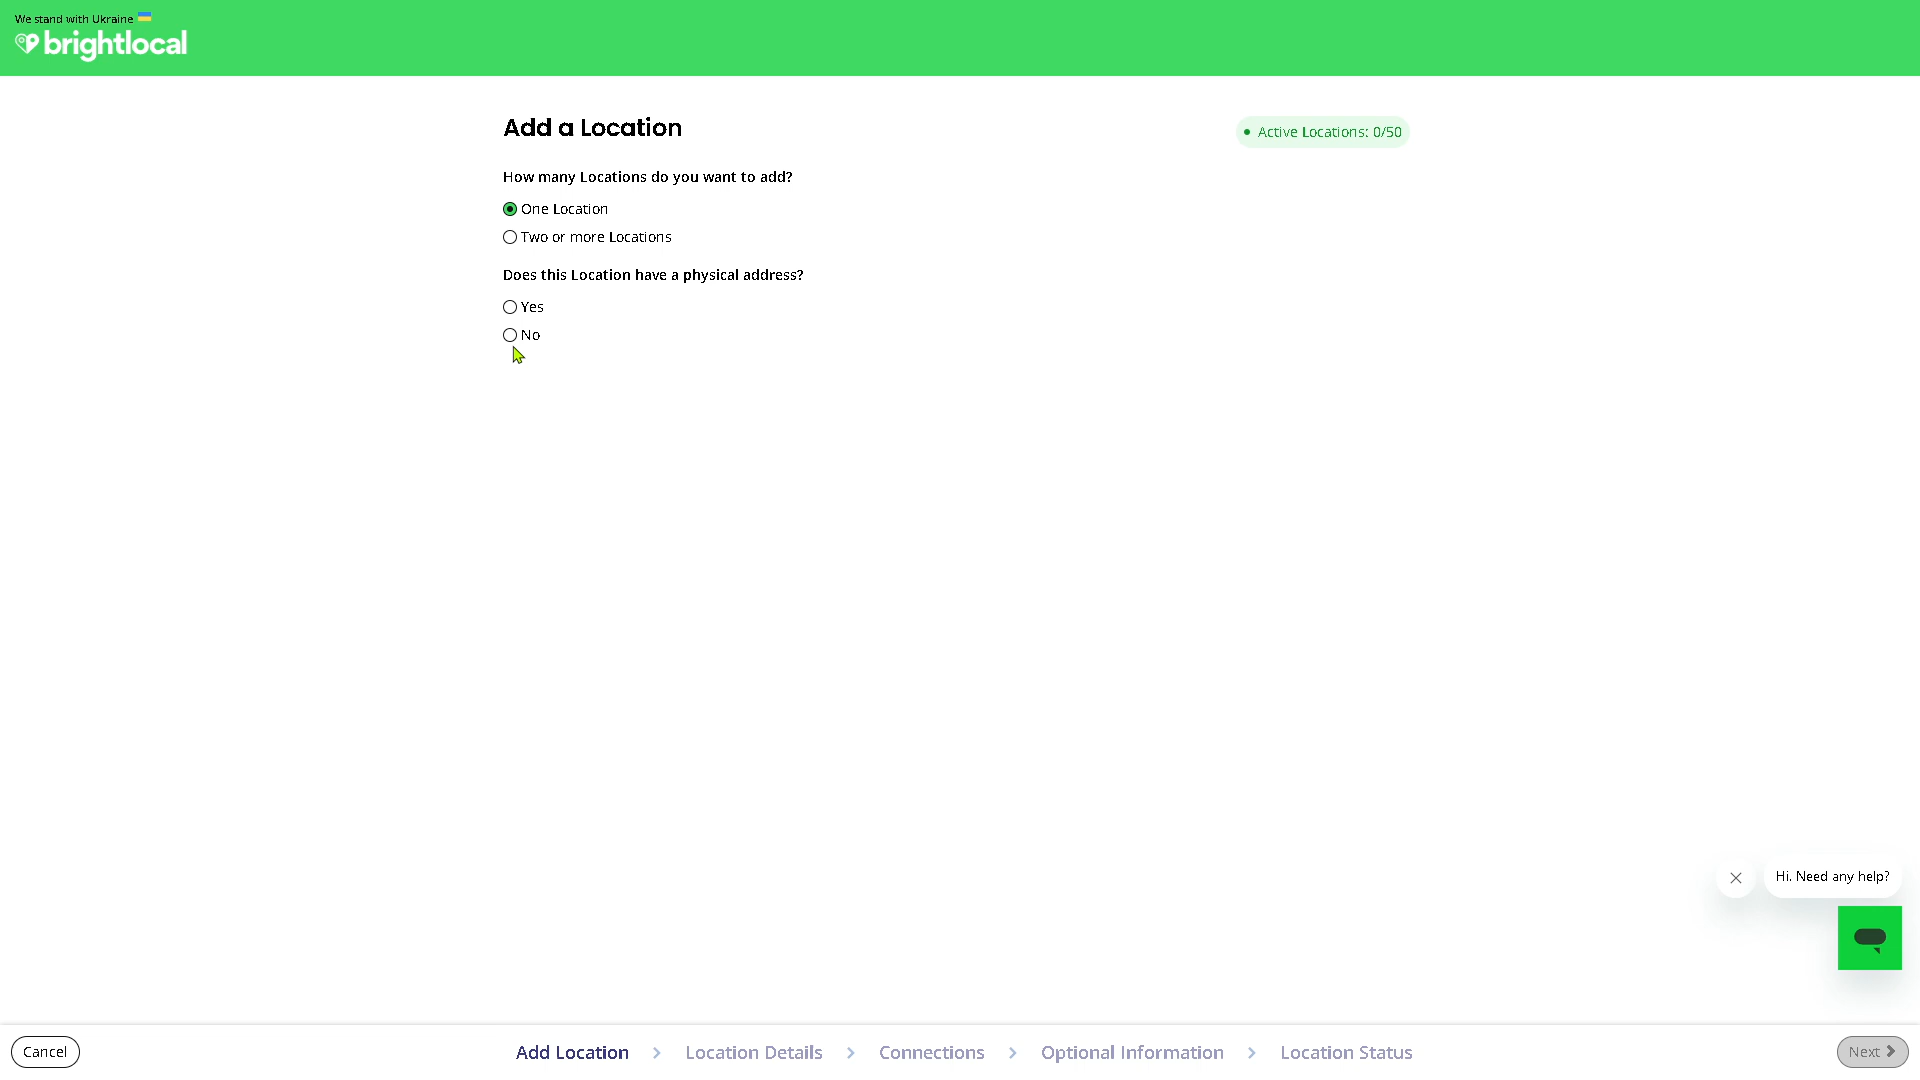 We stand with Ukraine
brightlocal
Add a Location
Active Locations: 0/50
How many Locations do you want to add?
One Location
Two or more Locations
Does this Location have a physical address?
Yes
No
Hi. Need any help?
Cancel
Add Location
Location Details
Connections
Optional Information
Location Status
Next